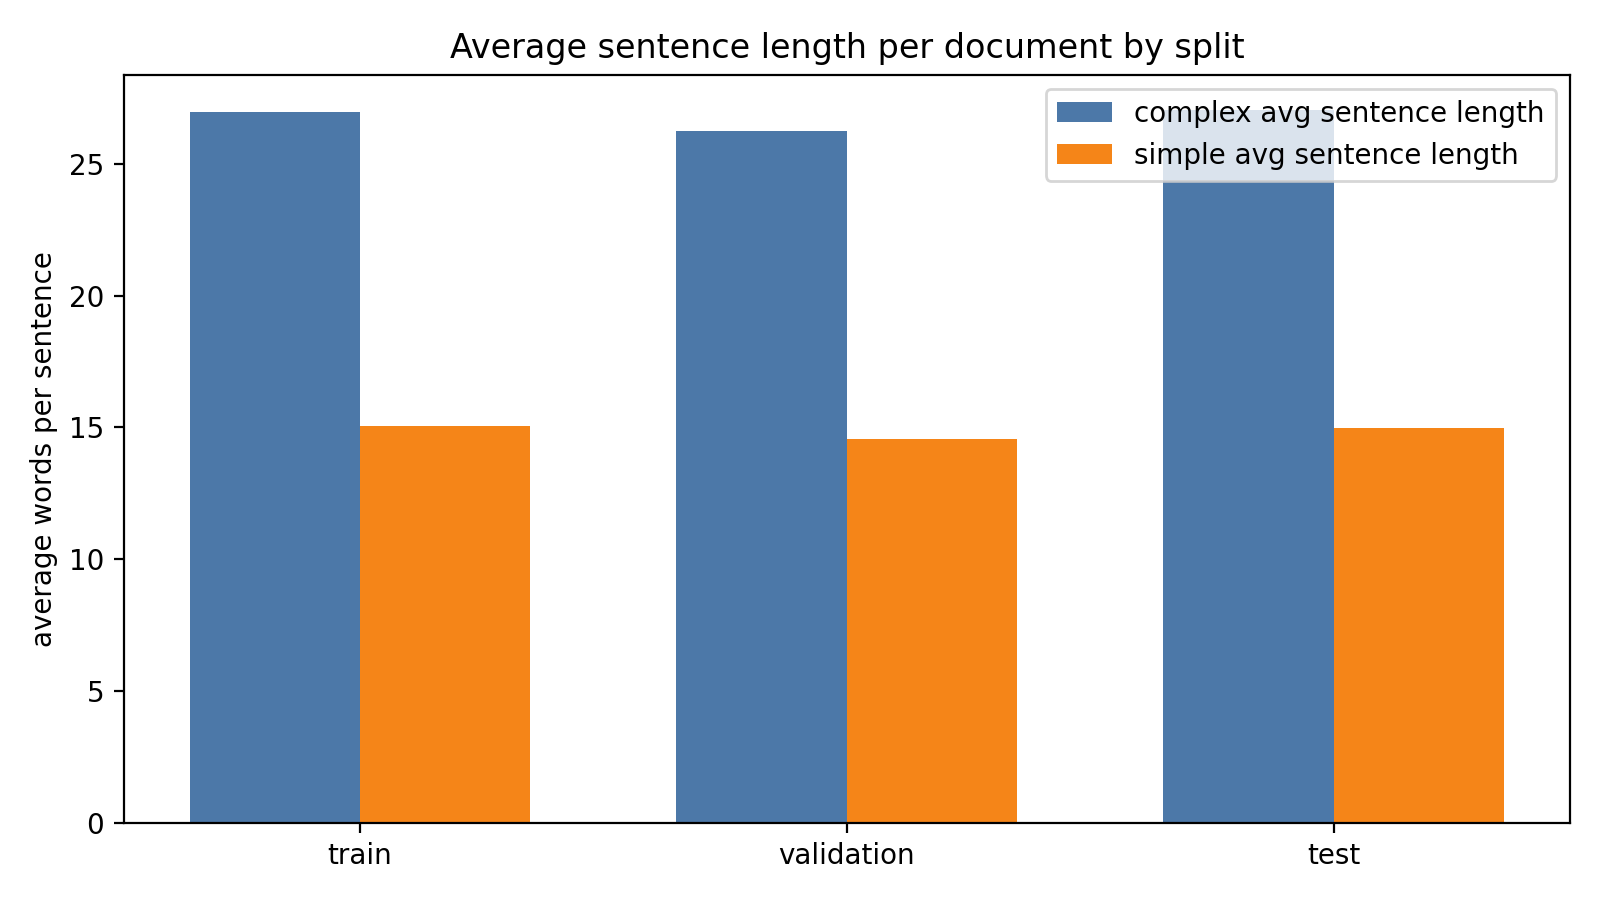 Average sentence length per document by split
complex avg sentence length
simple avg sentence length
average words per sentence
25
20
15
10
5
0
train
validation
test